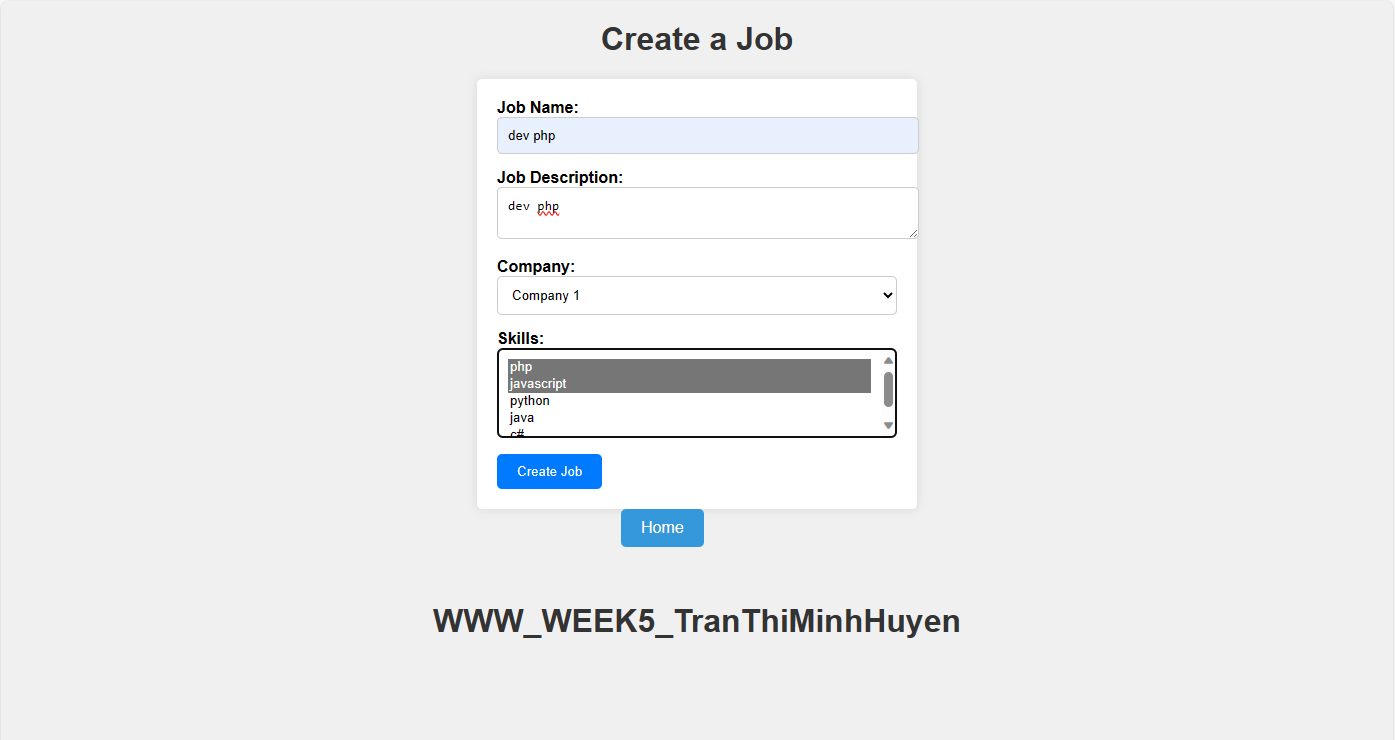 Create a Job
Job Name:
dev php
Job Description:
dev php
Company:
Company 1
Skills:
php
javascript
python
java
c#
Create Job
Home
WWW_WEEK5_TranThiMinhHuyen